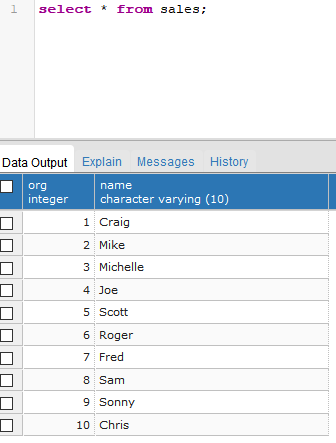 1 select * from sales;
Data Output Explain Messages History
org name
integer character varying (10)
1 Craig
2 Mike
3 Michelle
4 Joe
5 Scott
6 Roger
7 Fred
8 Sam
9 Sonny
10 Chris